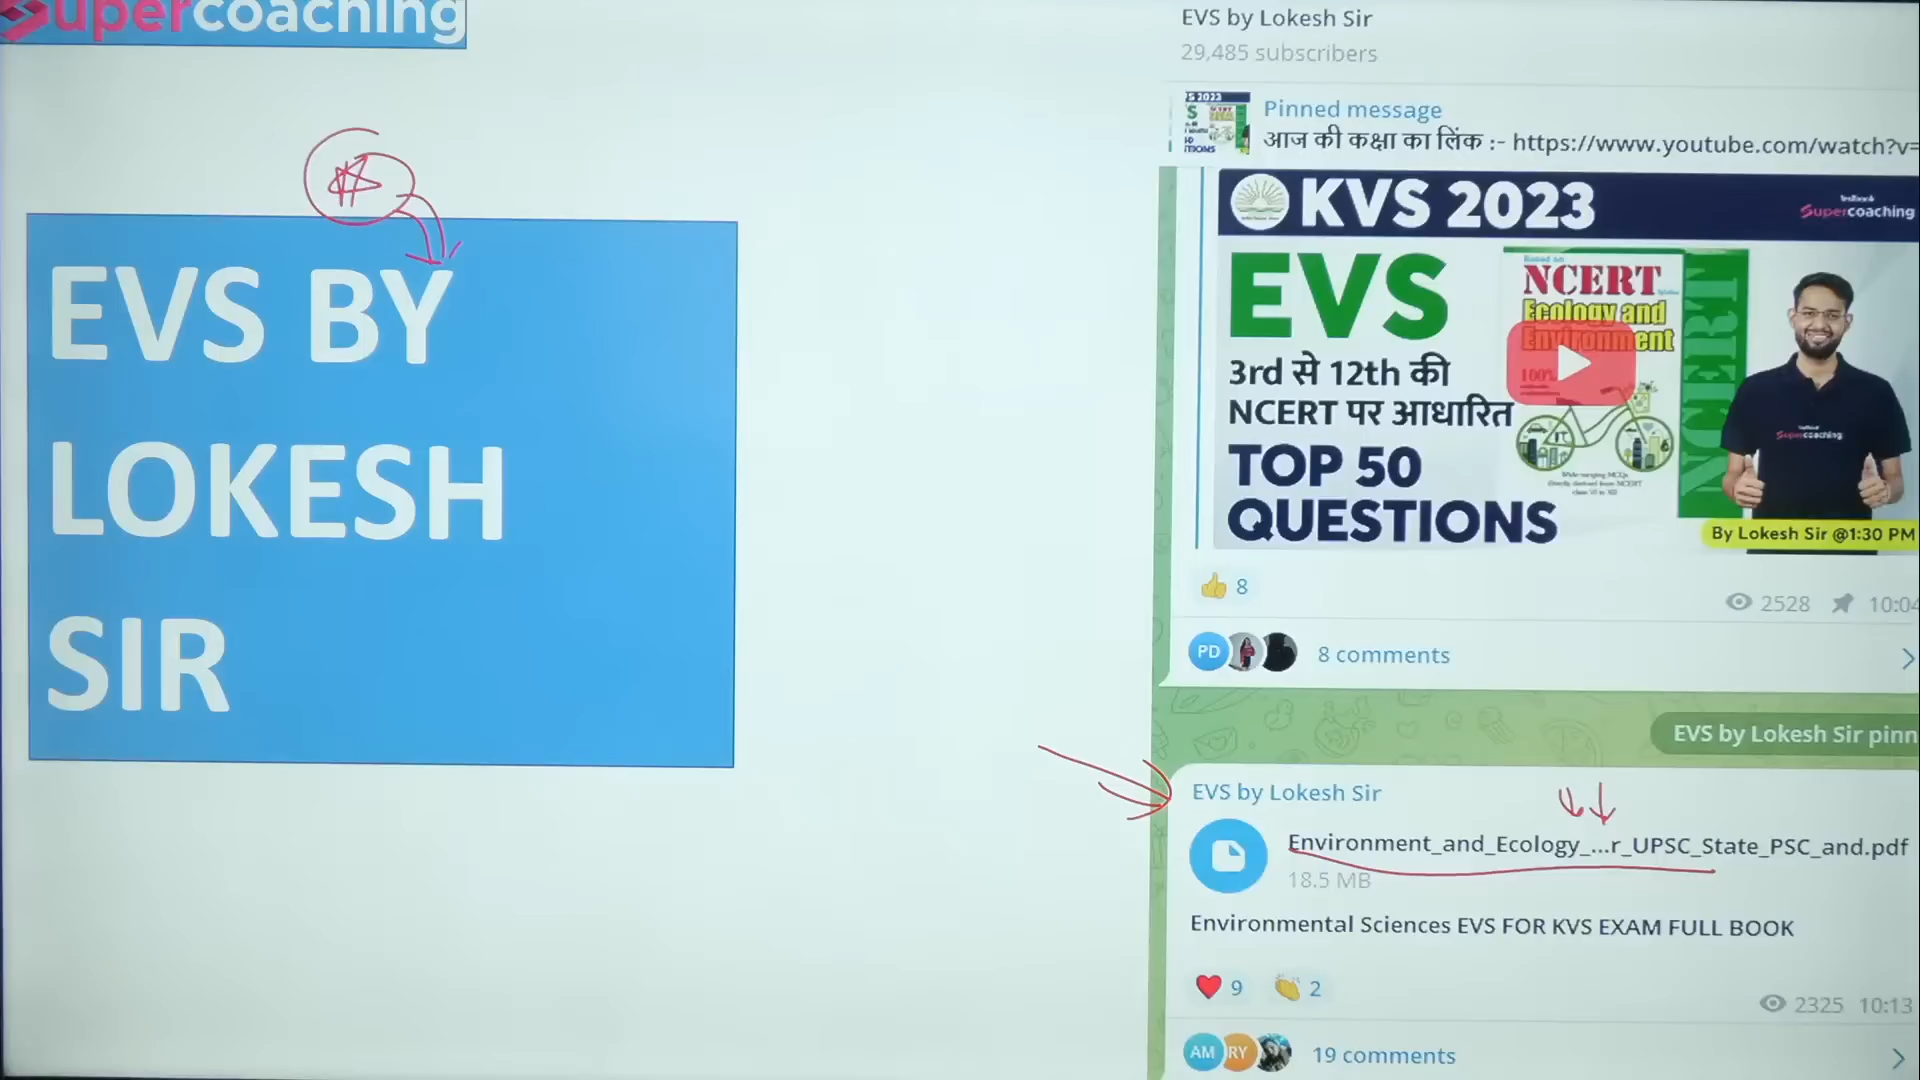 Supercoaching
EVS BY
LOKESH
SIR
EVS by Lokesh Sir
29,485 subscribers
Pinned message
आज की कक्षा का लिंक :- https://www.youtube.com/watch?v=
KVS 2023
Supercoaching
EVS
3rd से 12th की
NCERT पर आधारित
TOP 50
QUESTIONS
NCERT
Ecology and
Environment
100%
NCERT
Supercoaching
By Lokesh Sir @1:30 PM
8
2528 10:04
PD
8 comments
EVS by Lokesh Sir pinn
EVS by Lokesh Sir
Environment_and_Ecology_...r_UPSC_State_PSC_and.pdf
18.5 MB
Environmental Sciences EVS FOR KVS EXAM FULL BOOK
9 2
2325 10:13
AM RY
19 comments